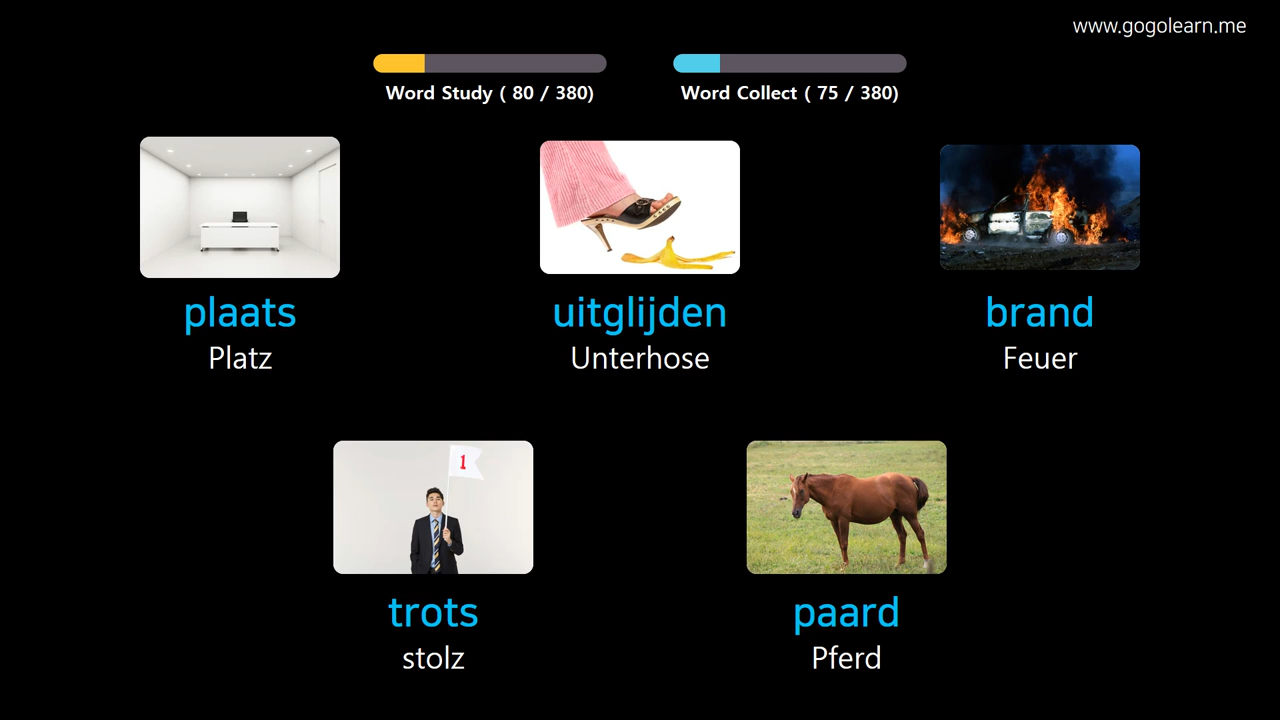 www.gogolearn.me
Word Study ( 80 / 380)
Word Collect ( 75 / 380)
plaats
Platz
uitglijden
Unterhose
brand
Feuer
1
trots
stolz
paard
Pferd